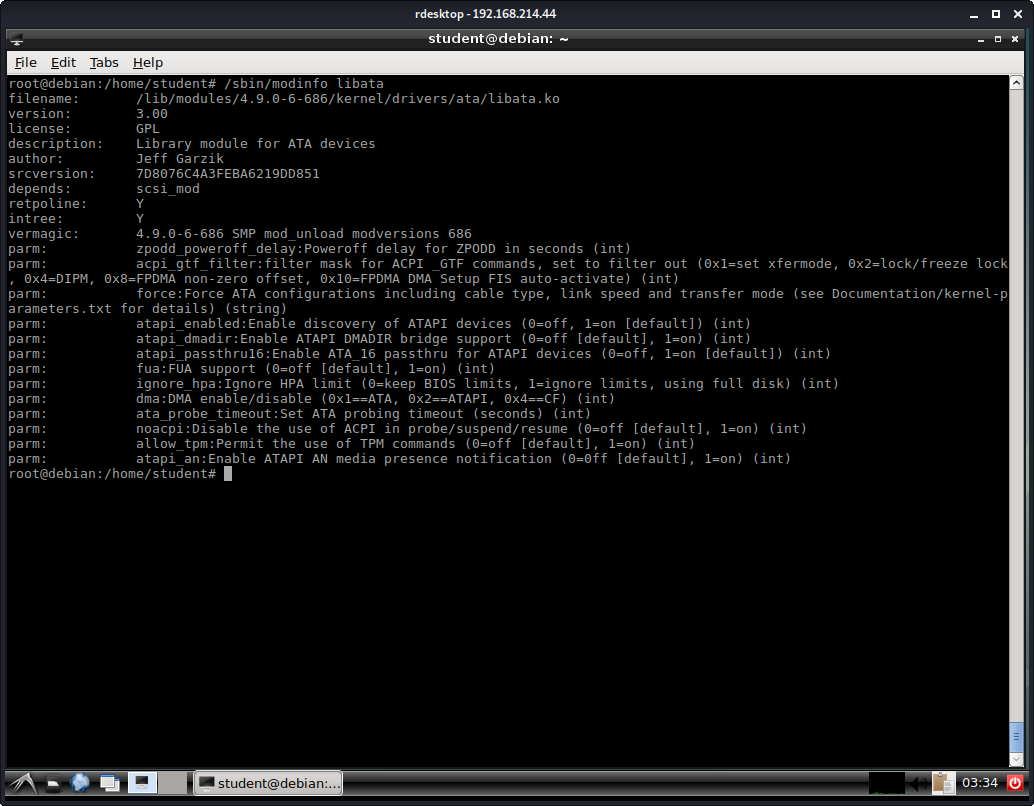 rdesktop - 192.168.214.44
student@debian: ~
File Edit Tabs Help
root@debian:/home/student# /sbin/modinfo libata
filename:       /lib/modules/4.9.0-6-686/kernel/drivers/ata/libata.ko
version:        3.00
license:        GPL
description:    Library module for ATA devices
author:         Jeff Garzik
srcversion:     7D8076C4A3FEBA6219DD851
depends:        scsi_mod
retpoline:      Y
intree:         Y
vermagic:       4.9.0-6-686 SMP mod_unload modversions 686
parm:           zpodd_poweroff_delay:Poweroff delay for ZPODD in seconds (int)
parm:           acpi_gtf_filter:filter mask for ACPI _GTF commands, set to filter out (0x1=set xfermode, 0x2=lock/freeze lock
, 0x4=DIPM, 0x8=FPDMA non-zero offset, 0x10=FPDMA DMA Setup FIS auto-activate) (int)
parm:           force:Force ATA configurations including cable type, link speed and transfer mode (see Documentation/kernel-p
arameters.txt for details) (string)
parm:           atapi_enabled:Enable discovery of ATAPI devices (0=off, 1=on [default]) (int)
parm:           atapi_dmadir:Enable ATAPI DMADIR bridge support (0=off [default], 1=on) (int)
parm:           atapi_passthru16:Enable ATA_16 passthru for ATAPI devices (0=off, 1=on [default]) (int)
parm:           fua:FUA support (0=off [default], 1=on) (int)
parm:           ignore_hpa:Ignore HPA limit (0=keep BIOS limits, 1=ignore limits, using full disk) (int)
parm:           dma:DMA enable/disable (0x1==ATA, 0x2==ATAPI, 0x4==CF) (int)
parm:           ata_probe_timeout:Set ATA probing timeout (seconds) (int)
parm:           noacpi:Disable the use of ACPI in probe/suspend/resume (0=off [default], 1=on) (int)
parm:           allow_tpm:Permit the use of TPM commands (0=off [default], 1=on) (int)
parm:           atapi_an:Enable ATAPI AN media presence notification (0=0ff [default], 1=on) (int)
root@debian:/home/student#
student@debian:...
03:34